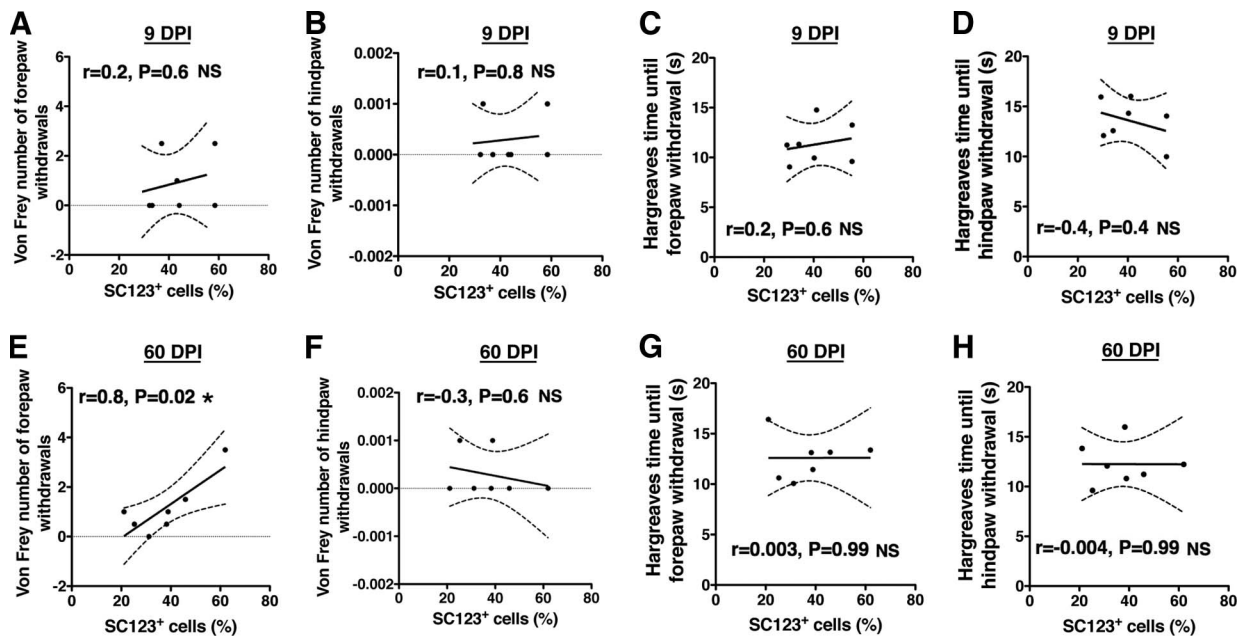 A
9 DPI
r=0.2, P=0.6 NS
Von Frey number of forepaw
withdrawals
6
4
2
0
-2
0 20 40 60 80
SC123+ cells (%)
B
9 DPI
r=0.1, P=0.8 NS
Von Frey number of hindpaw
withdrawals
0.002
0.001
0.000
-0.001
-0.002
0 20 40 60 80
SC123+ cells (%)
C
9 DPI
Hargreaves time until
forepaw withdrawal (s)
20
15
10
5
0
r=0.2, P=0.6 NS
0 20 40 60 80
SC123+ cells (%)
D
9 DPI
Hargreaves time until
hindpaw withdrawal (s)
20
15
10
5
0
r=-0.4, P=0.4 NS
0 20 40 60 80
SC123+ cells (%)
E
60 DPI
r=0.8, P=0.02 *
Von Frey number of forepaw
withdrawals
6
4
2
0
-2
0 20 40 60 80
SC123+ cells (%)
F
60 DPI
r=-0.3, P=0.6 NS
Von Frey number of hindpaw
withdrawals
0.002
0.001
0.000
-0.001
-0.002
0 20 40 60 80
SC123+ cells (%)
G
60 DPI
Hargreaves time until
forepaw withdrawal (s)
20
15
10
5
0
r=0.003, P=0.99 NS
0 20 40 60 80
SC123+ cells (%)
H
60 DPI
Hargreaves time until
hindpaw withdrawal (s)
20
15
10
5
0
r=-0.004, P=0.99 NS
0 20 40 60 80
SC123+ cells (%)